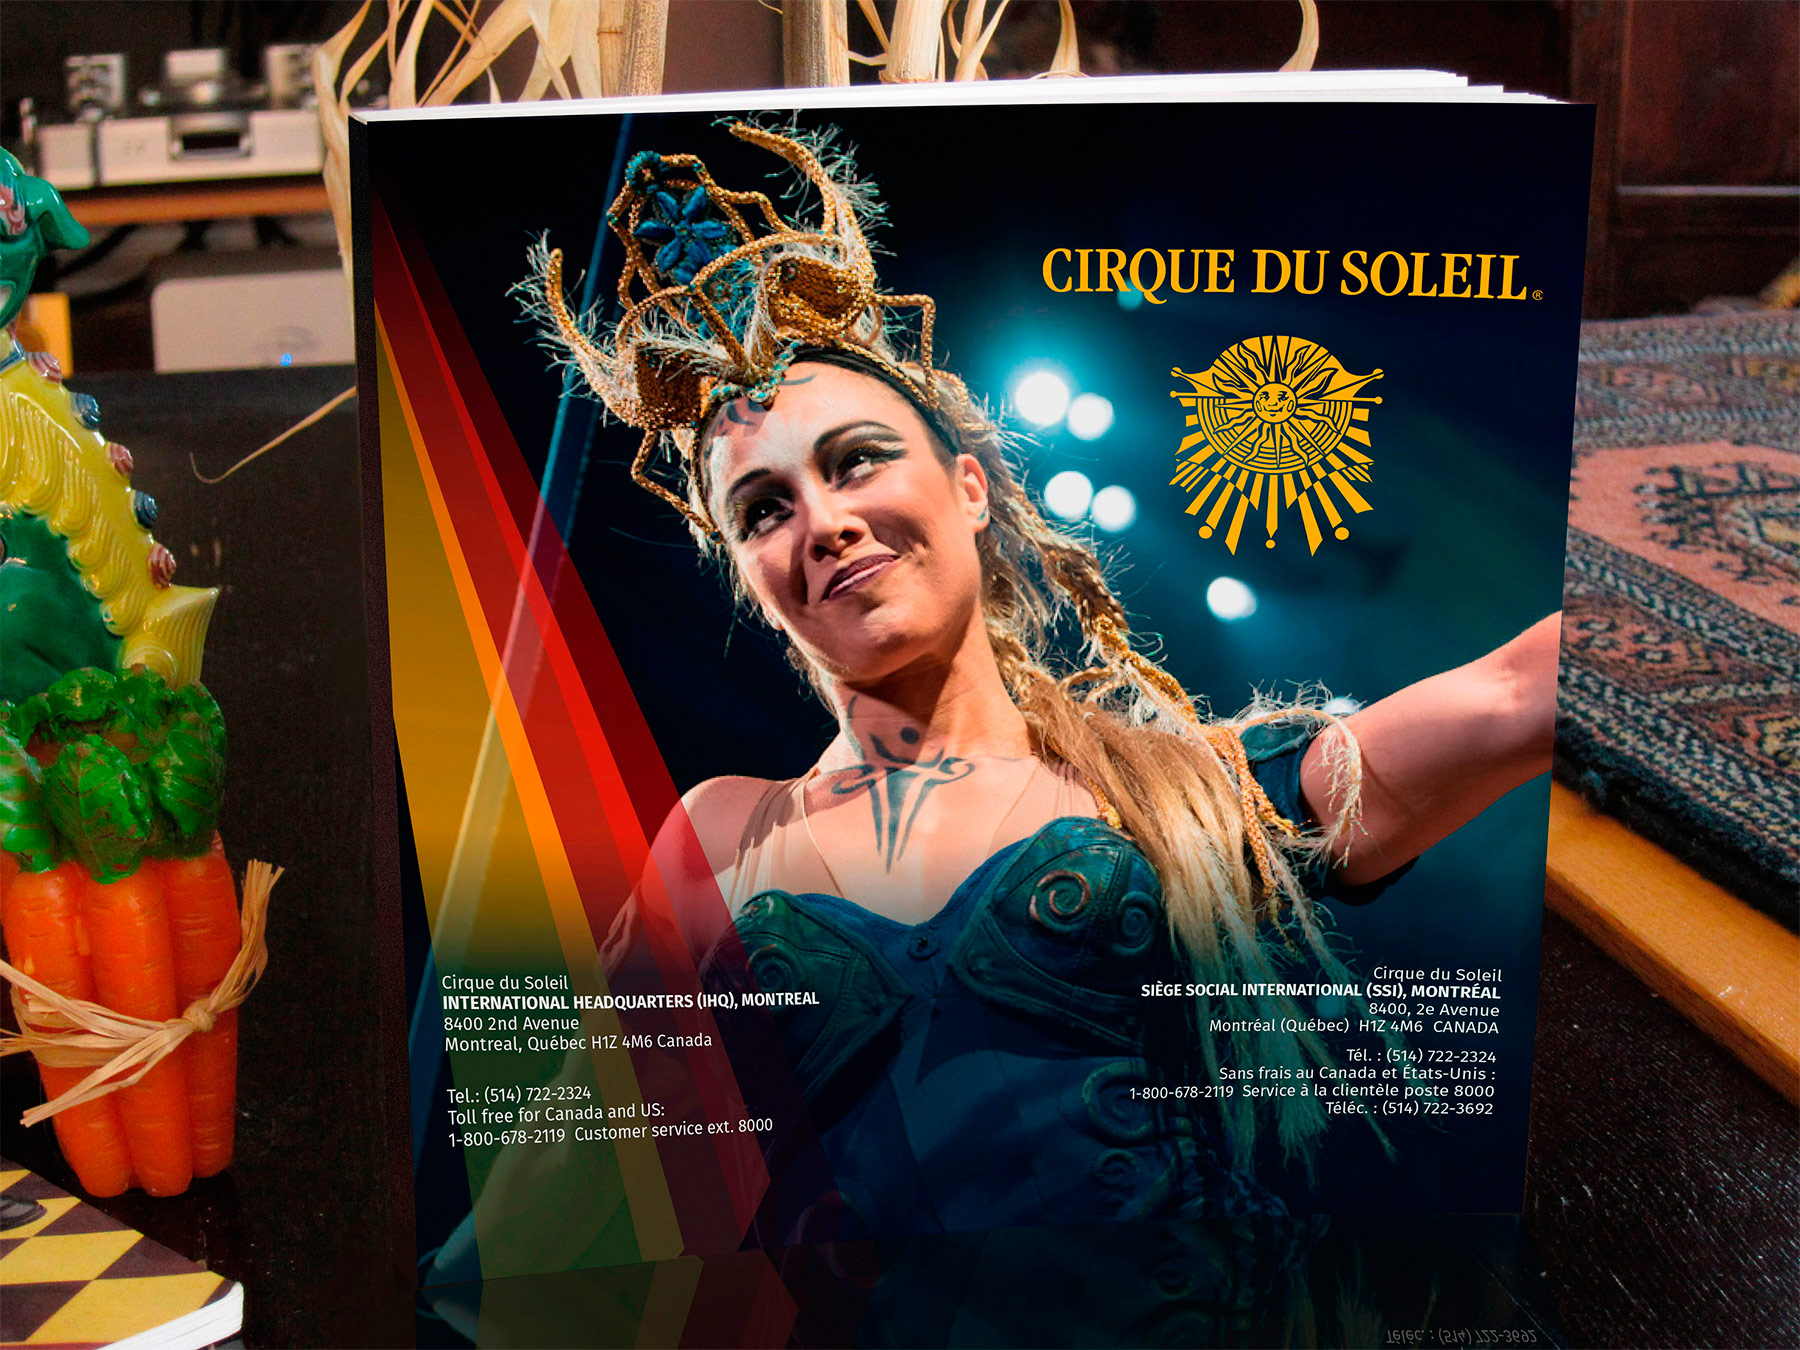 CIRQUE DU SOLEIL®
Cirque du Soleil
INTERNATIONAL HEADQUARTERS (IHQ), MONTREAL
8400 2nd Avenue
Montreal, Québec H1Z 4M6 Canada
Tel.: (514) 722-2324
Toll free for Canada and US:
1-800-678-2119 Customer service ext. 8000
Cirque du Soleil
SIÈGE SOCIAL INTERNATIONAL (SSI), MONTRÉAL
8400, 2e Avenue
Montréal (Québec) H1Z 4M6 CANADA
Tél. : (514) 722-2324
Sans frais au Canada et États-Unis :
1-800-678-2119 Service à la clientèle poste 8000
Téléc. : (514) 722-3692
Téléc. : (514) 722-3692